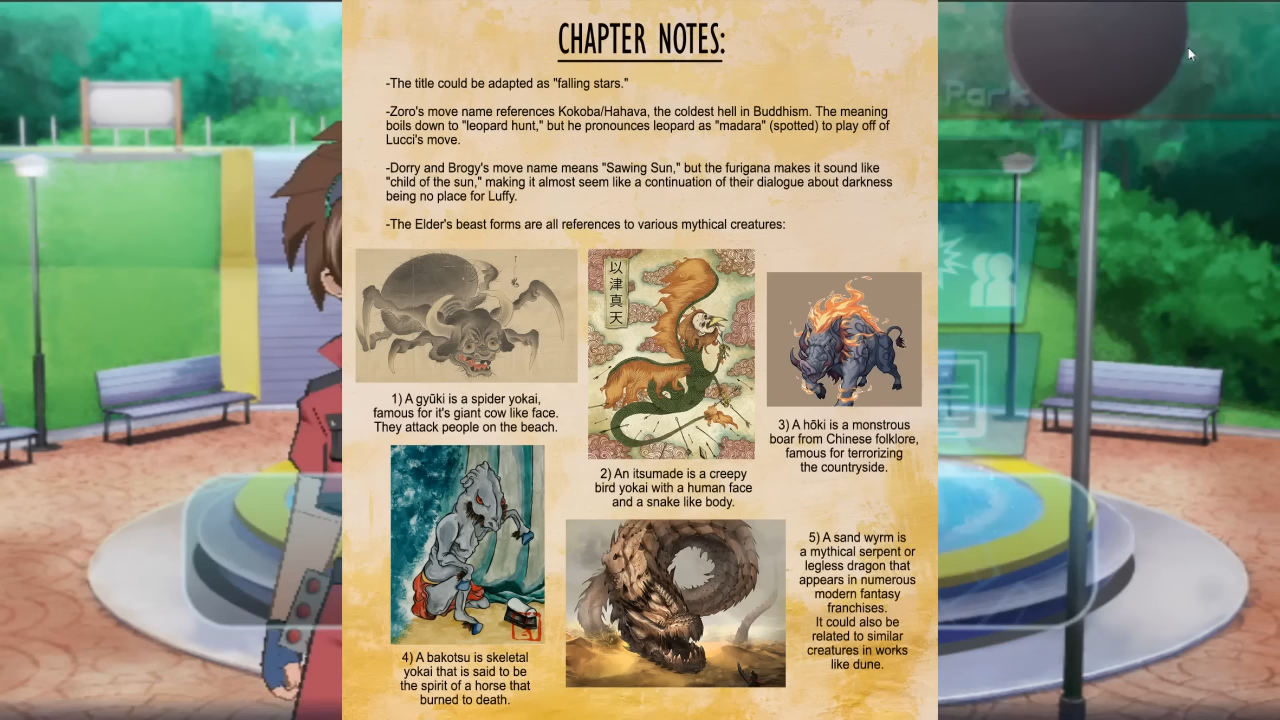 CHAPTER NOTES:
-The title could be adapted as "falling stars."
-Zoro's move name references Kokoba/Hahava, the coldest hell in Buddhism. The meaning
boils down to "leopard hunt," but he pronounces leopard as "madara" (spotted) to play off of
Lucci's move.
-Dorry and Brogy's move name means "Sawing Sun," but the furigana makes it sound like
"child of the sun," making it almost seem like a continuation of their dialogue about darkness
being no place for Luffy.
-The Elder's beast forms are all references to various mythical creatures:
1) A gyūki is a spider yokai,
famous for it's giant cow like face.
They attack people on the beach.
以津真天
2) An itsumade is a creepy
bird yokai with a human face
and a snake like body.
3) A hōki is a monstrous
boar from Chinese folklore,
famous for terrorizing
the countryside.
4) A bakotsu is skeletal
yokai that is said to be
the spirit of a horse that
burned to death.
5) A sand wyrm is
a mythical serpent or
legless dragon that
appears in numerous
modern fantasy
franchises.
It could also be
related to similar
creatures in works
like dune.
Park